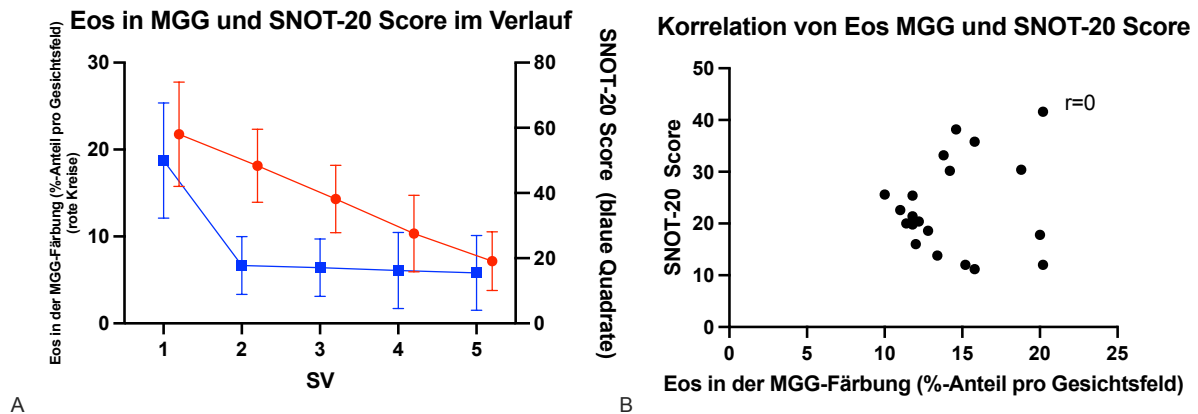 Eos in MGG und SNOT-20 Score im Verlauf
Eos in der MGG-Färbung (%-Anteil pro Gesichtsfeld)
(rote Kreise)
30
20
10
0
1 2 3 4 5
SV
80
60
40
20
0
SNOT-20 Score (blaue Quadrate)
A
Korrelation von Eos MGG und SNOT-20 Score
r=0
SNOT-20 Score
50
40
30
20
10
0
0 5 10 15 20 25
Eos in der MGG-Färbung (%-Anteil pro Gesichtsfeld)
B